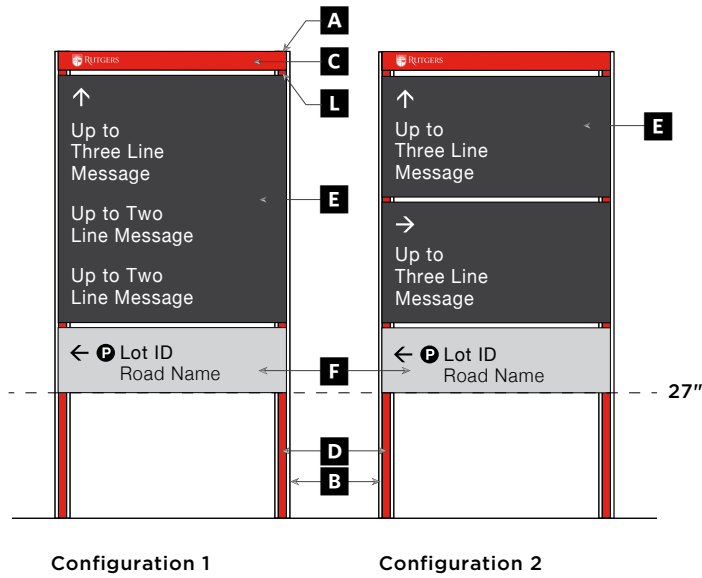 A
RUTGERS
C
L
↑
Up to
Three Line
Message
Up to Two
Line Message
Up to Two
Line Message
E
← P Lot ID
Road Name
F
D
B
RUTGERS
↑
Up to
Three Line
Message
E
→
Up to
Three Line
Message
← P Lot ID
Road Name
27"
Configuration 1
Configuration 2